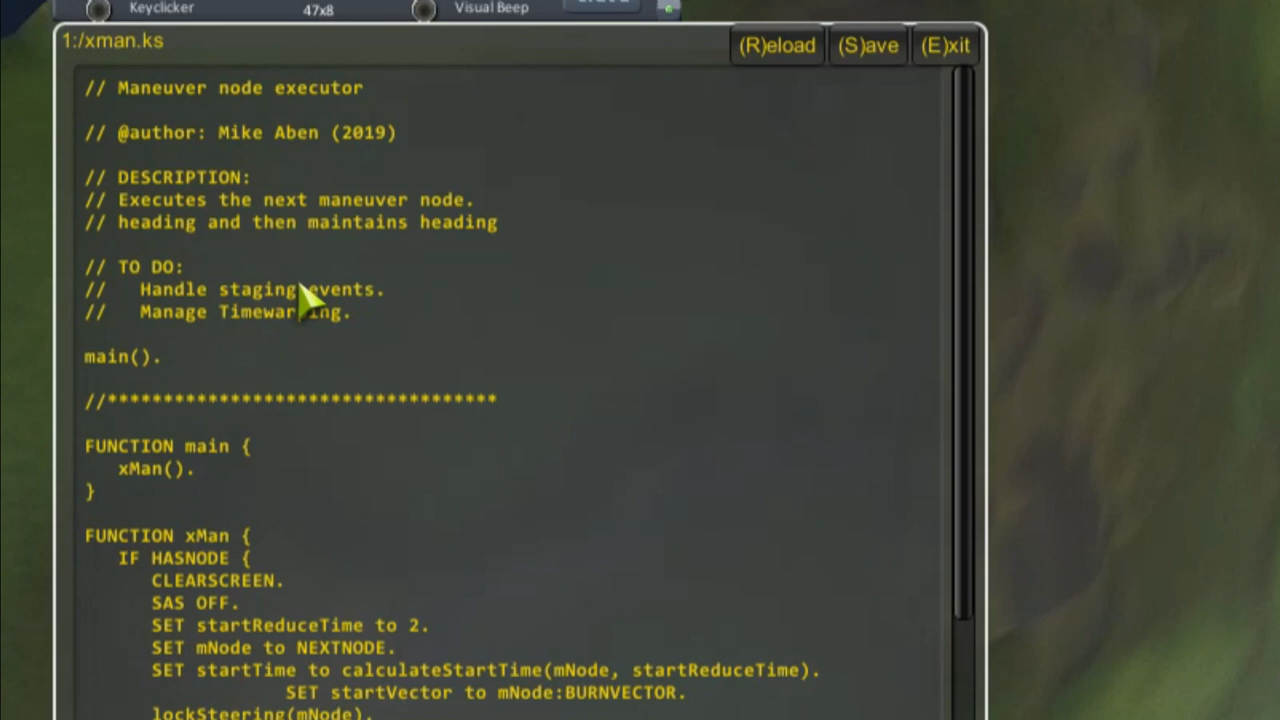 Keyclicker 47x8 Visual Beep
1:/xman.ks (R)eload (S)ave (E)xit
// Maneuver node executor
// @author: Mike Aben (2019)
// DESCRIPTION:
// Executes the next maneuver node.
// heading and then maintains heading
// TO DO:
// Handle staging events.
// Manage Timewarping.
main().
//***********************************
FUNCTION main {
xMan().
}
FUNCTION xMan {
IF HASNODE {
CLEARSCREEN.
SAS OFF.
SET startReduceTime to 2.
SET mNode to NEXTNODE.
SET startTime to calculateStartTime(mNode, startReduceTime).
SET startVector to mNode:BURNVECTOR.
lockSteering(mNode).